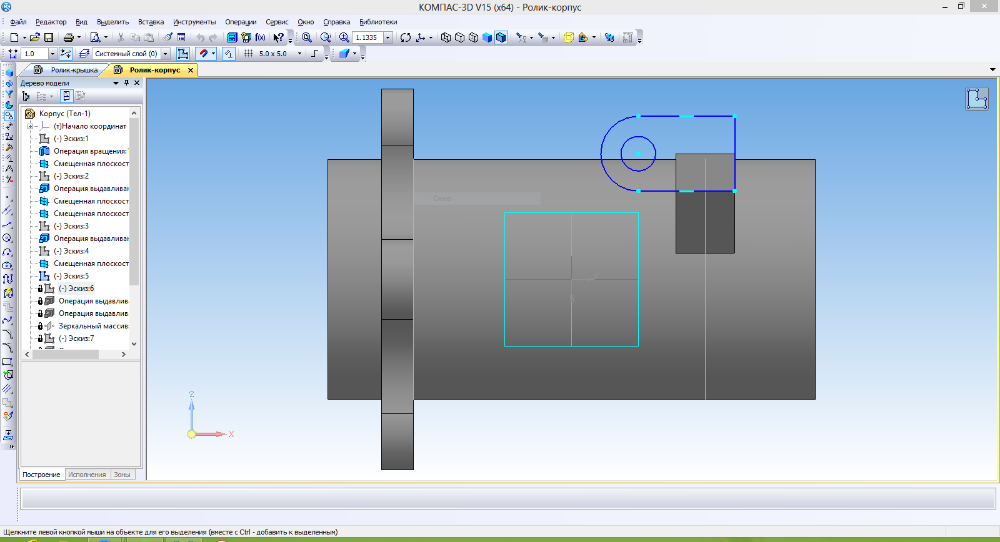 КОМПАС-3D V15 (x64) - Ролик-корпус
Файл Редактор Вид Выделить Вставка Инструменты Операции Сервис Окно Справка Библиотеки
1.1335
f(x)
1.0 Системный слой (0) 5.0 x 5.0
Ролик-крышка Ролик-корпус
Дерево модели
Корпус (Тел-1)
(т)Начало координат
(-) Эскиз:1
Операция вращения:
Смещенная плоскост
(-) Эскиз:2
Операция выдавливан
Смещенная плоскост
Смещенная плоскост
(-) Эскиз:3
Операция выдавливан
(-) Эскиз:4
Смещенная плоскост
(-) Эскиз:5
(-) Эскиз:6
Операция выдавлив
Операция выдавлив
Зеркальный массив
(-) Эскиз:7
Окно
Z
X
Построение Исполнения Зоны
Щелкните левой кнопкой мыши на объекте для его выделения (вместе с Ctrl - добавить к выделенным)